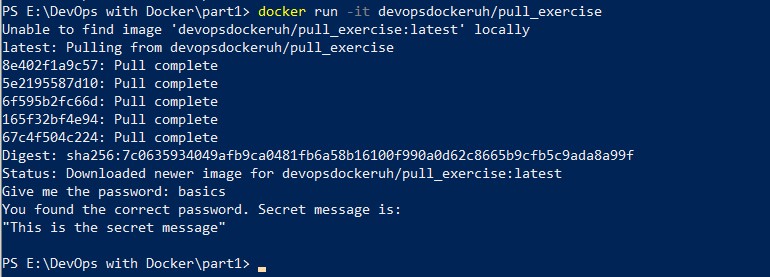 PS E:\DevOps with Docker\part1> docker run -it devopsdockeruh/pull_exercise
Unable to find image 'devopsdockeruh/pull_exercise:latest' locally
latest: Pulling from devopsdockeruh/pull_exercise
8e402f1a9c57: Pull complete
5e2195587d10: Pull complete
6f595b2fc66d: Pull complete
165f32bf4e94: Pull complete
67c4f504c224: Pull complete
Digest: sha256:7c0635934049afb9ca0481fb6a58b16100f990a0d62c8665b9cfb5c9ada8a99f
Status: Downloaded newer image for devopsdockeruh/pull_exercise:latest
Give me the password: basics
You found the correct password. Secret message is:
"This is the secret message"
PS E:\DevOps with Docker\part1>